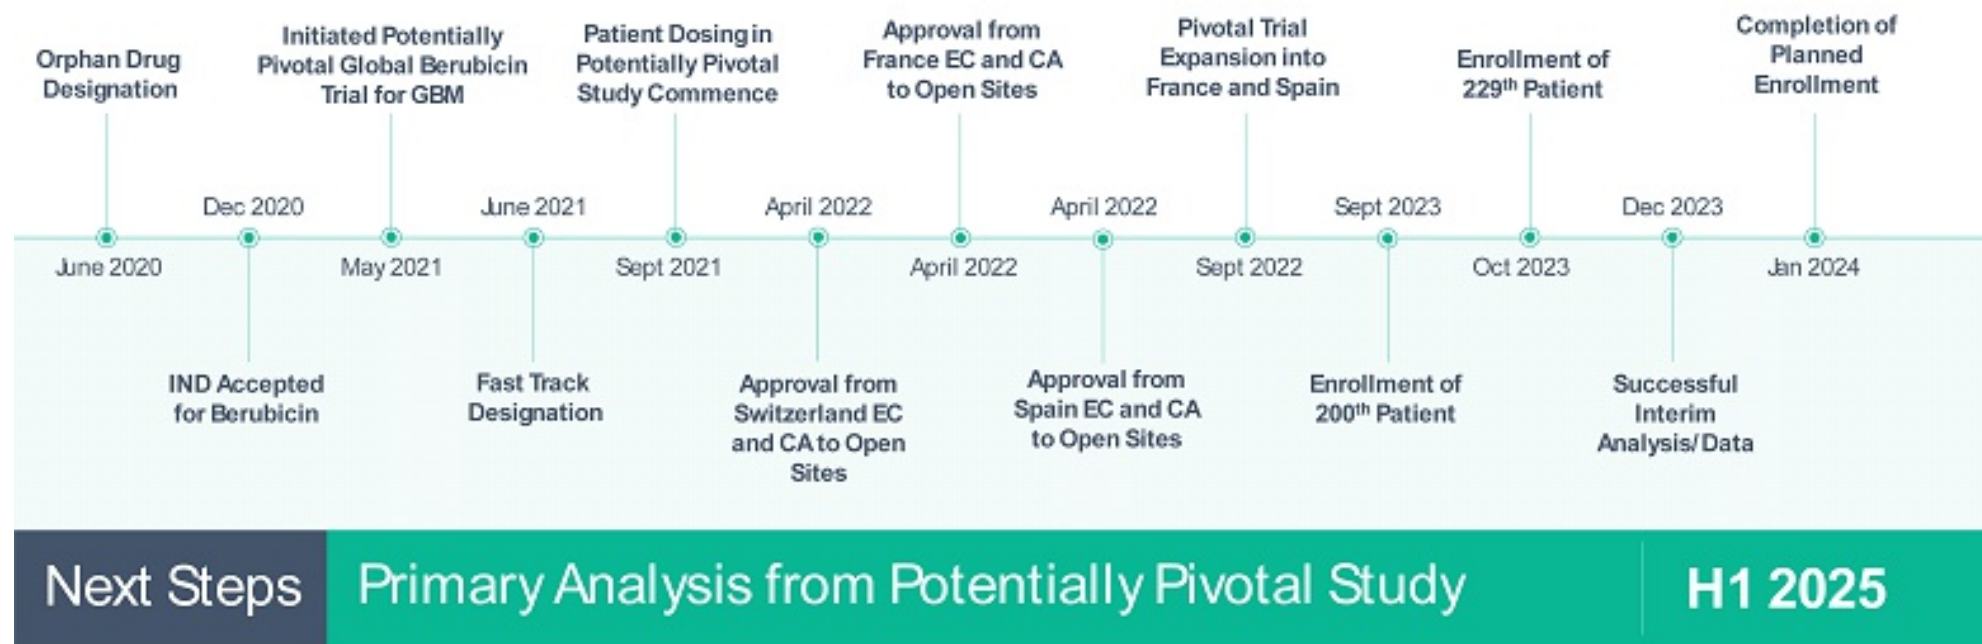 Orphan Drug
Designation
Initiated Potentially
Pivotal Global Berubicin
Trial for GBM
Patient Dosing in
Potentially Pivotal
Study Commence
Approval from
France EC and CA
to Open Sites
Pivotal Trial
Expansion into
France and Spain
Enrollment of
229th Patient
Completion of
Planned
Enrollment
Dec 2020
June 2021
April 2022
April 2022
Sept 2023
Dec 2023
June 2020
May 2021
Sept 2021
April 2022
Sept 2022
Oct 2023
Jan 2024
IND Accepted
for Berubicin
Fast Track
Designation
Approval from
Switzerland EC
and CA to Open
Sites
Approval from
Spain EC and CA
to Open Sites
Enrollment of
200th Patient
Successful
Interim
Analysis/Data
Next Steps
Primary Analysis from Potentially Pivotal Study
H1 2025